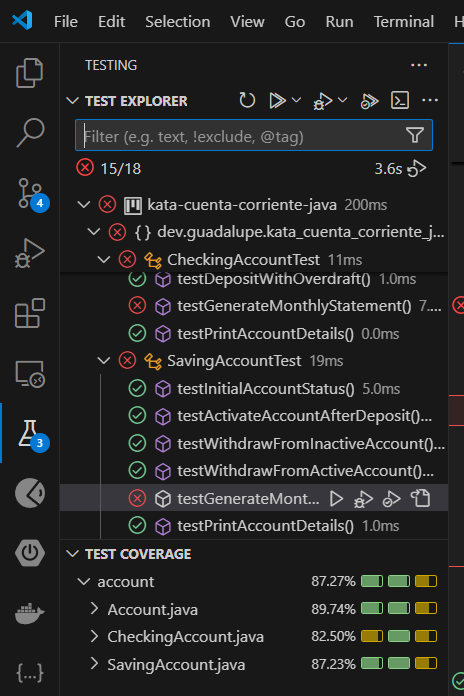 File Edit Selection View Go Run Terminal
TESTING
TEST EXPLORER
Filter (e.g. text, !exclude, @tag)
15/18 3.6s
kata-cuenta-corriente-java 200ms
{} dev.guadalupe.kata_cuenta_corriente_j...
CheckingAccountTest 11ms
testDepositWithOverdraft() 1.0ms
testGenerateMonthlyStatement() 7....
testPrintAccountDetails() 0.0ms
SavingAccountTest 19ms
testInitialAccountStatus() 5.0ms
testActivateAccountAfterDeposit()...
testWithdrawFromInactiveAccount()...
testWithdrawFromActiveAccount()...
testGenerateMont...
testPrintAccountDetails() 1.0ms
TEST COVERAGE
account 87.27%
Account.java 89.74%
CheckingAccount.java 82.50%
SavingAccount.java 87.23%
4
3
{...}